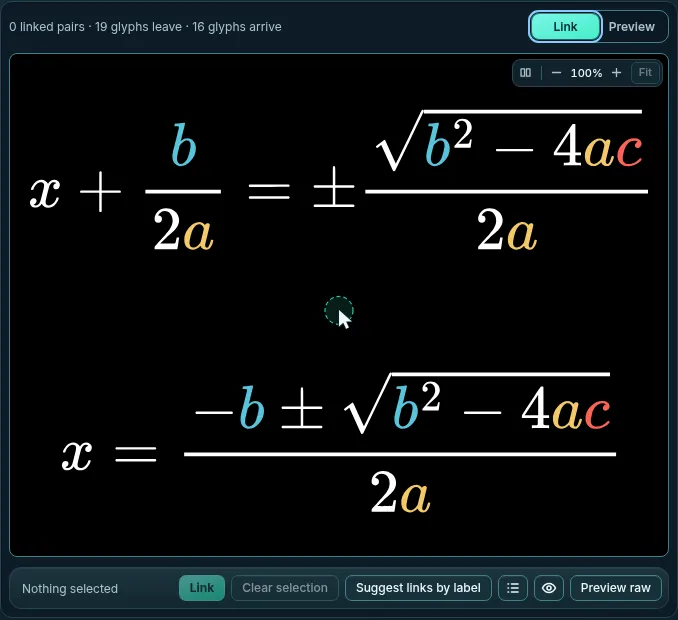 0 linked pairs · 19 glyphs leave · 16 glyphs arrive
Link Preview
100% Fit
x + b/2a = ±√(b² − 4ac)/2a
x = (−b ± √(b² − 4ac))/2a
Nothing selected Link Clear selection Suggest links by label Preview raw